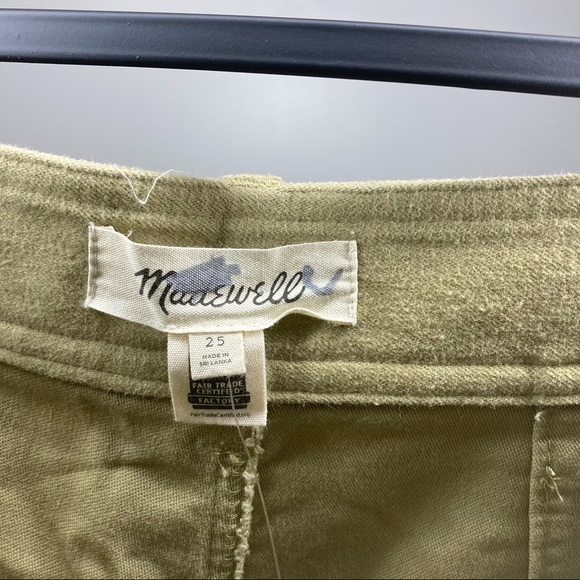 Madewell
25
MADE IN
SRI LANKA
FAIR TRADE
CERTIFIED
FACTORY
FairTradeCertified.org